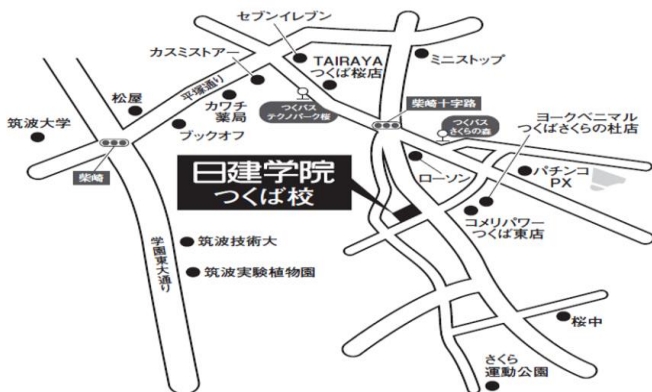 セブンイレブン
カスミストアー
TAIRAYA
つくば桜店
ミニストップ
平塚通り
松屋
カワチ
薬局
つくバス
テクノパーク桜
柴崎十字路
ヨークベニマル
つくばさくらの杜店
筑波大学
ブックオフ
つくバス
さくらの森
柴崎
日建学院
つくば校
ローソン
パチンコ
PX
コメリパワー
つくば東店
学園東大通り
筑波技術大
筑波実験植物園
桜中
さくら
運動公園